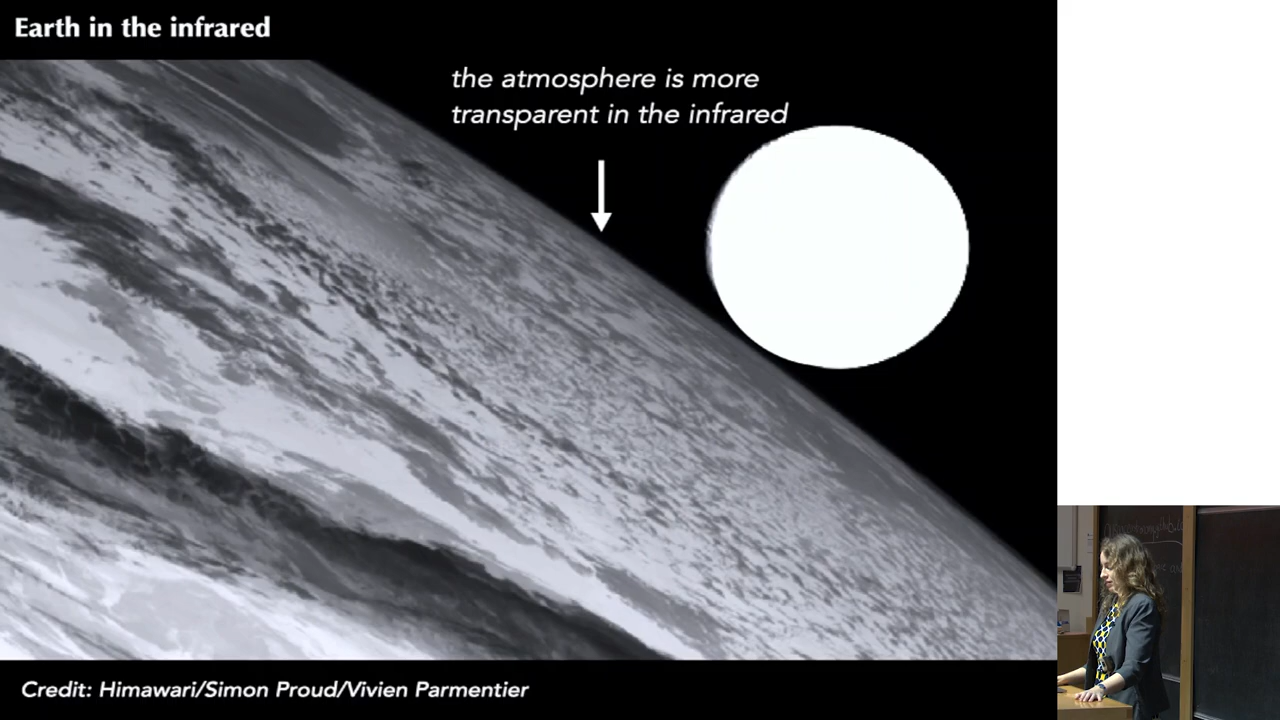 Earth in the infrared
the atmosphere is more
transparent in the infrared
Credit: Himawari/Simon Proud/Vivien Parmentier